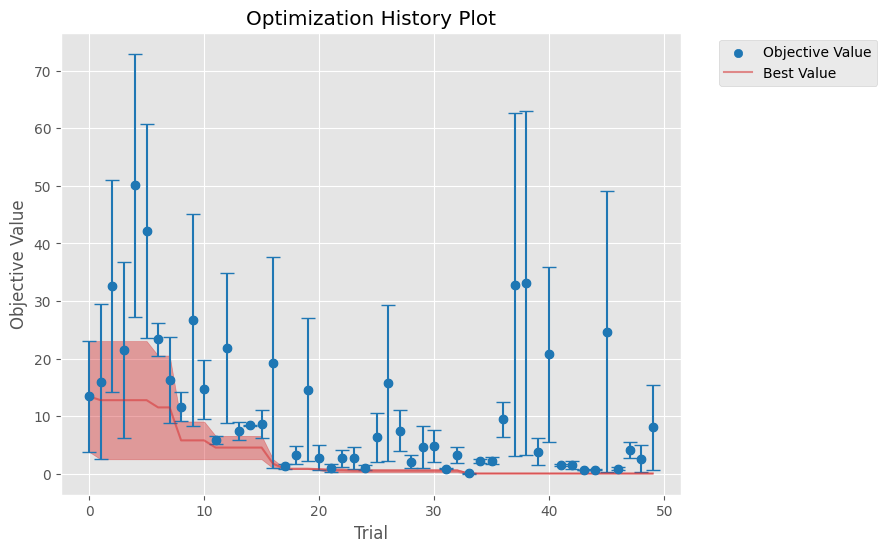 Optimization History Plot
Objective Value
Best Value
Objective Value
70
60
50
40
30
20
10
0
0 10 20 30 40 50
Trial